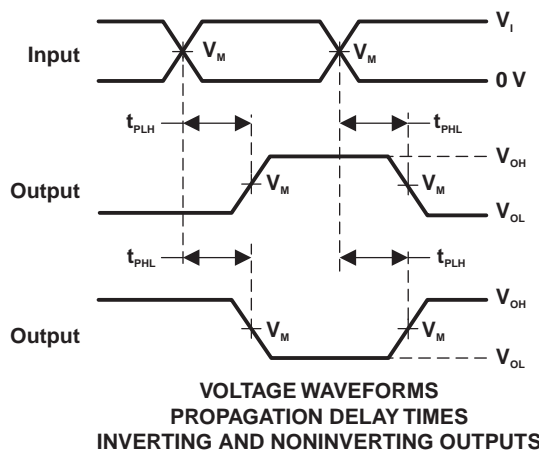 V_I
Input V_M V_M
0 V
t_PLH t_PHL
V_OH
Output V_M V_M
V_OL
t_PHL t_PLH
V_OH
Output V_M V_M
V_OL
VOLTAGE WAVEFORMS
PROPAGATION DELAY TIMES
INVERTING AND NONINVERTING OUTPUTS